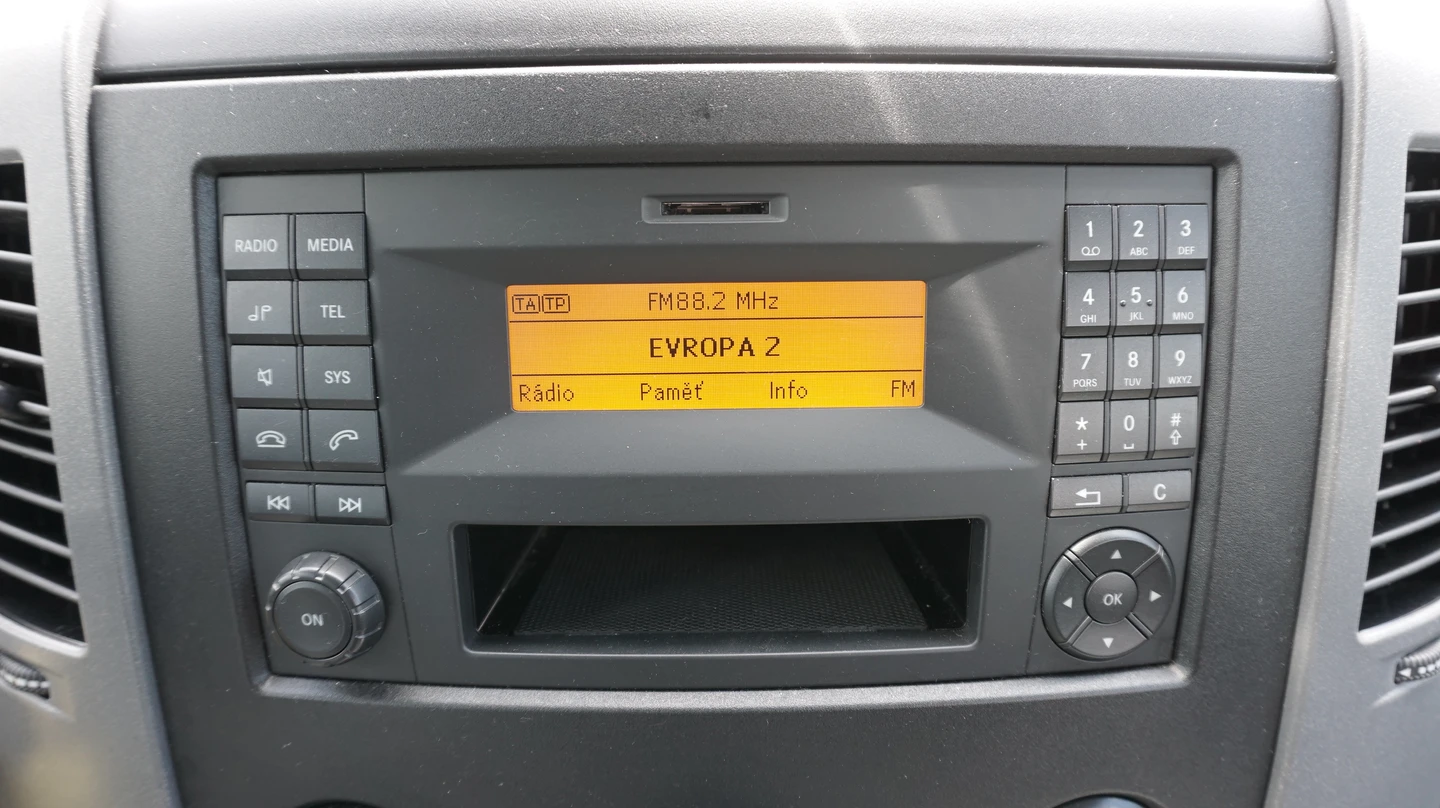 RADIO MEDIA
TEL
SYS
ON
TA TP FM88.2 MHz
EVROPA 2
Rádio Paměť Info FM
1 2 ABC 3 DEF
4 GHI 5 JKL 6 MNO
7 PQRS 8 TUV 9 WXYZ
* + 0 #
C
OK